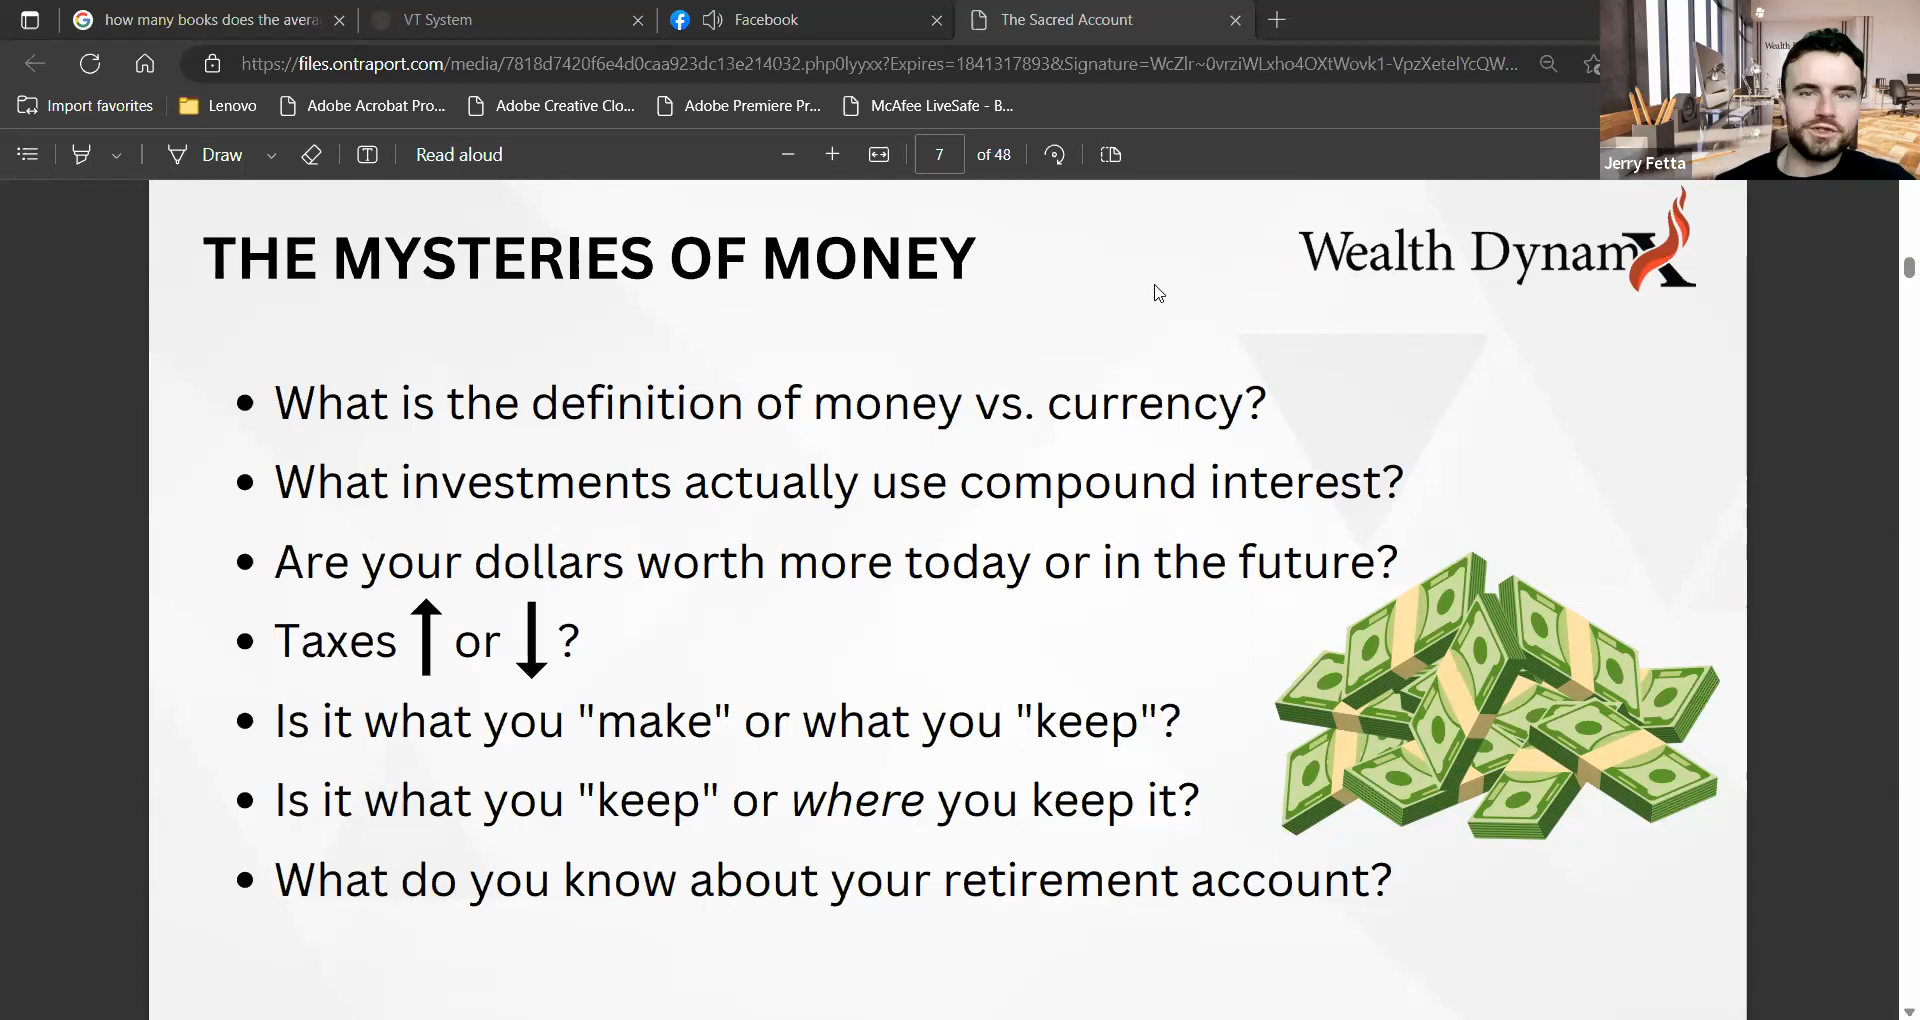 how many books does the avera
VT System
Facebook
The Sacred Account
https://files.ontraport.com/media/7818d7420f6e4d0caa923dc13e214032.php0lyyxx?Expires=1841317893&Signature=WcZlr~0vrziWLxho4OXtWovk1-VpzXetelYcQW...
Import favorites
Lenovo
Adobe Acrobat Pro...
Adobe Creative Clo...
Adobe Premiere Pr...
McAfee LiveSafe - B...
Draw
Read aloud
7
of 48
Jerry Fetta
THE MYSTERIES OF MONEY
Wealth DynamX
• What is the definition of money vs. currency?
• What investments actually use compound interest?
• Are your dollars worth more today or in the future?
• Taxes ↑ or ↓ ?
• Is it what you "make" or what you "keep"?
• Is it what you "keep" or where you keep it?
• What do you know about your retirement account?